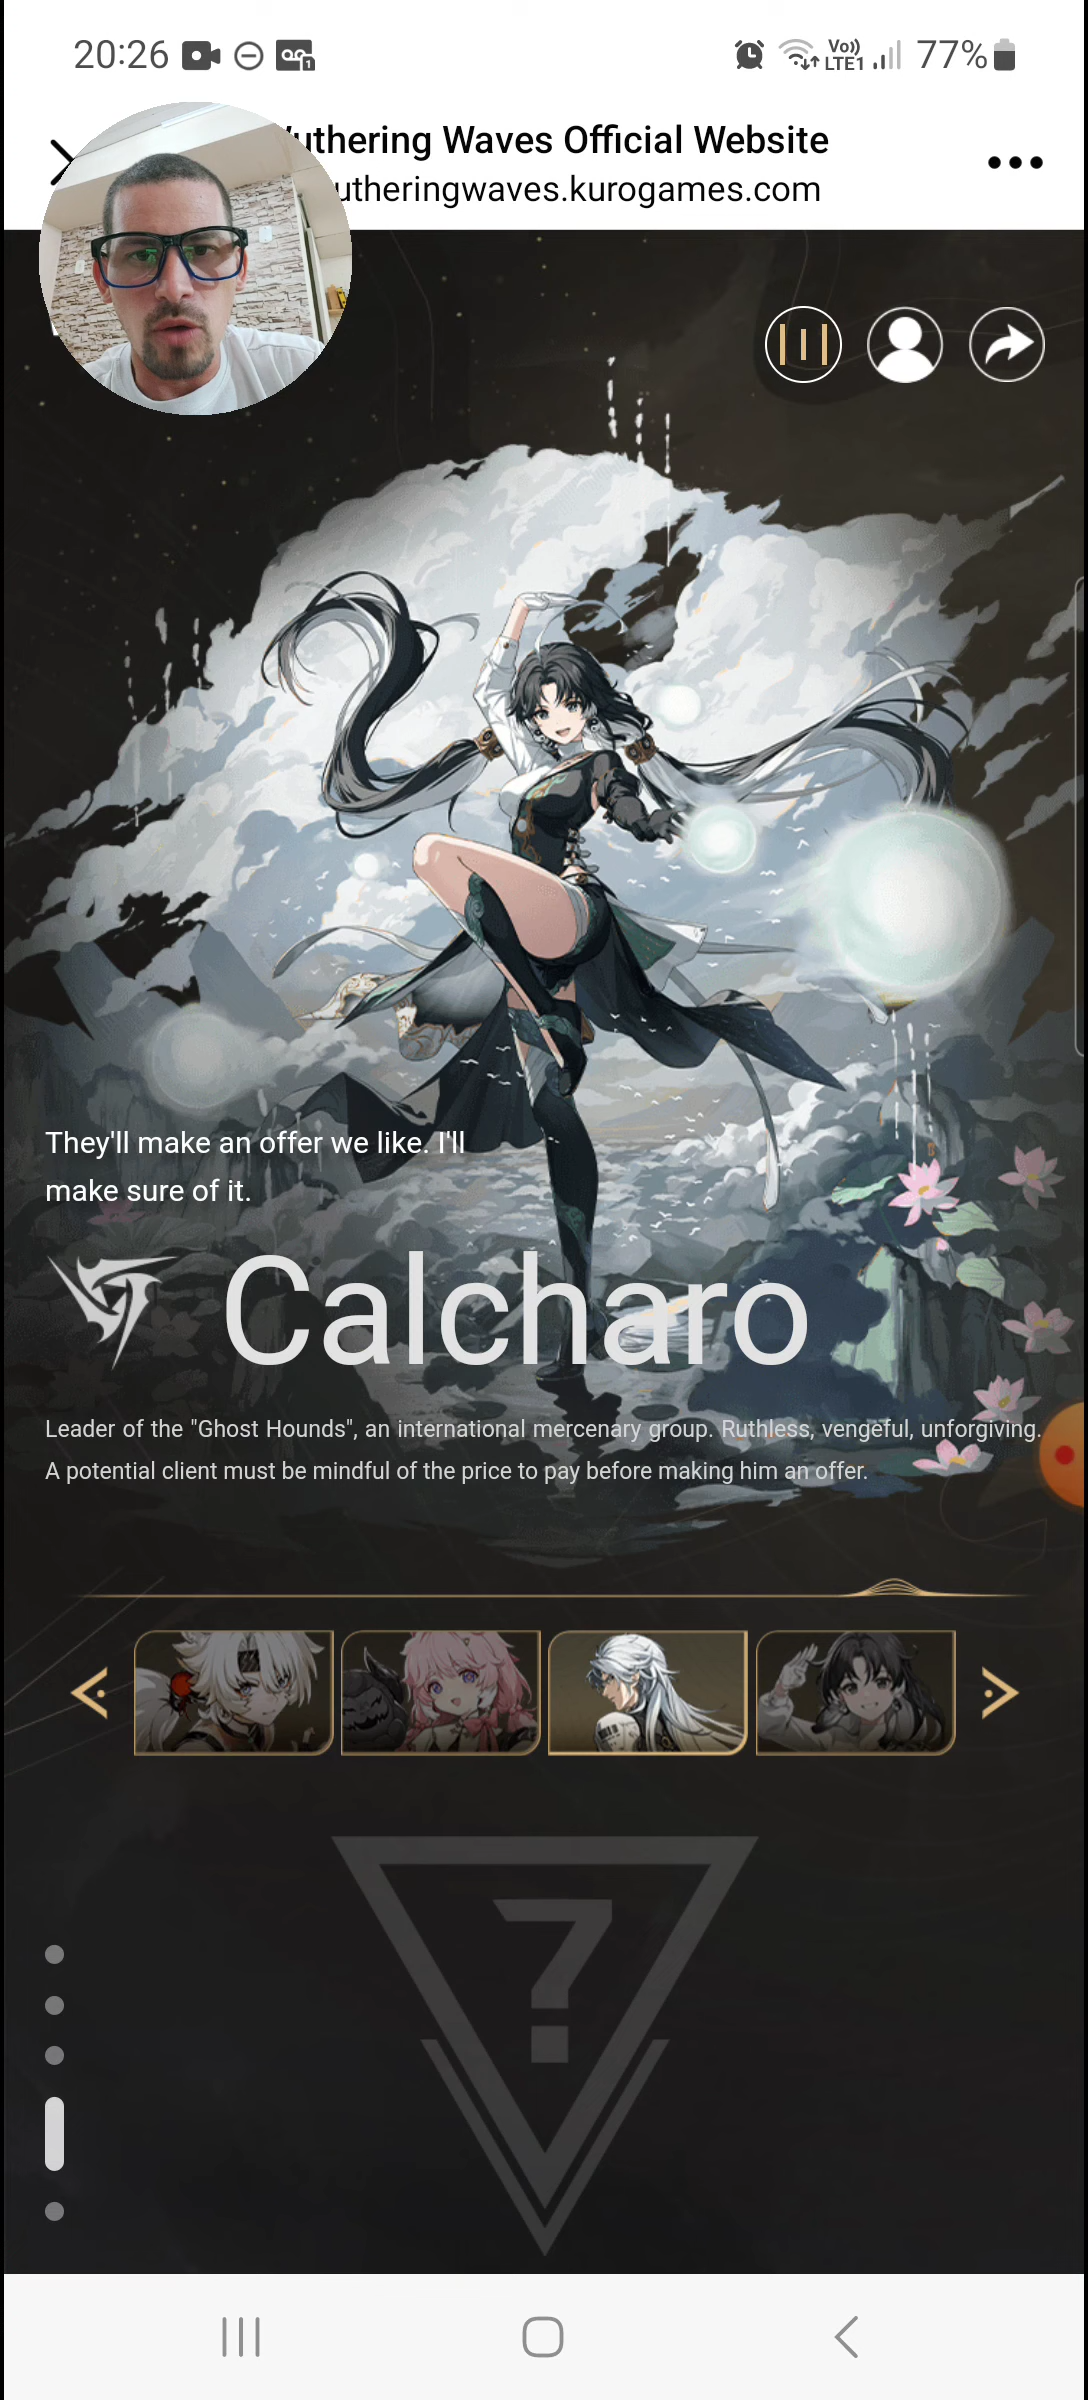 20:26
Vo)) LTE1 77%
uthering Waves Official Website
utheringwaves.kurogames.com
They'll make an offer we like. I'll
make sure of it.
Calcharo
Leader of the "Ghost Hounds", an international mercenary group. Ruthless, vengeful, unforgiving.
A potential client must be mindful of the price to pay before making him an offer.
?